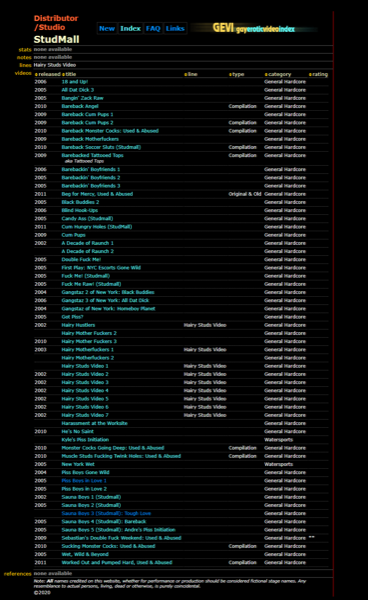 Distributor
/Studio
New Index FAQ Links
GEVI gayeroticvideoindex
StudMall
stats none available
notes none available
lines Hairy Studs Video
videos released title line type category rating
2006 18 and Up! General Hardcore
2005 All Dat Dick 3 General Hardcore
2005 Bangin' Zack Raw General Hardcore
2010 Bareback Angel Compilation General Hardcore
2009 Bareback Cum Pups 1 General Hardcore
2009 Bareback Cum Pups 2 Compilation General Hardcore
2010 Bareback Monster Cocks: Used & Abused Compilation General Hardcore
2009 Bareback Motherfuckers General Hardcore
2010 Bareback Soccer Sluts (Studmall) Compilation General Hardcore
2009 Barebacked Tattooed Tops Compilation General Hardcore
aka Tattooed Tops
2006 Barebackin' Boyfriends 1 General Hardcore
2005 Barebackin' Boyfriends 2 General Hardcore
2005 Barebackin' Boyfriends 3 General Hardcore
2011 Beg for Mercy, Used & Abused Original & Old General Hardcore
2005 Black Buddies 2 General Hardcore
2006 Blind Hook-Ups General Hardcore
2005 Candy Ass (Studmall) General Hardcore
2011 Cum Hungry Holes (StudMall) General Hardcore
2009 Cum Pups General Hardcore
2002 A Decade of Raunch 1 General Hardcore
A Decade of Raunch 2 General Hardcore
2005 Double Fuck Me! General Hardcore
2005 First Play: NYC Escorts Gone Wild General Hardcore
2005 Fuck Me! (Studmall) General Hardcore
2005 Fuck Me Raw! (Studmall) General Hardcore
2004 Gangstaz 2 of New York: Black Buddies General Hardcore
2006 Gangstaz 3 of New York: All Dat Dick General Hardcore
2004 Gangstaz of New York: Homeboy Planet General Hardcore
2005 Got Piss? General Hardcore
2002 Hairy Hustlers Hairy Studs Video General Hardcore
Hairy Mother Fuckers 2 General Hardcore
2010 Hairy Mother Fuckers 3 General Hardcore
2003 Hairy Motherfuckers 1 Hairy Studs Video General Hardcore
Hairy Motherfuckers 2 General Hardcore
Hairy Studs Video 1 Hairy Studs Video General Hardcore
2002 Hairy Studs Video 2 Hairy Studs Video General Hardcore
2002 Hairy Studs Video 3 Hairy Studs Video General Hardcore
2002 Hairy Studs Video 4 Hairy Studs Video General Hardcore
2002 Hairy Studs Video 5 Hairy Studs Video General Hardcore
2002 Hairy Studs Video 6 Hairy Studs Video General Hardcore
2002 Hairy Studs Video 7 Hairy Studs Video General Hardcore
Harassment at the Worksite General Hardcore
2010 He's No Saint General Hardcore
Kyle's Piss Initiation Watersports
2010 Monster Cocks Going Deep: Used & Abused Compilation General Hardcore
2010 Muscle Studs Fucking Twink Holes: Used & Abused Compilation General Hardcore
2005 New York Wet Watersports
2004 Piss Boys Gone Wild General Hardcore
2005 Piss Boys in Love 1 General Hardcore
2005 Piss Boys in Love 2 General Hardcore
2002 Sauna Boys 1 (Studmall) General Hardcore
2005 Sauna Boys 2 (Studmall) General Hardcore
Sauna Boys 3 (Studmall): Tough Love General Hardcore
2005 Sauna Boys 4 (Studmall): Bareback General Hardcore
2005 Sauna Boys 5 (Studmall): Andre's Piss Initiation General Hardcore
2009 Sebastian's Double Fuck Weekend: Used & Abused General Hardcore **
2010 Sucking Monster Cocks: Used & Abused Compilation General Hardcore
2005 Wet, Wild & Beyond General Hardcore
2011 Worked Out and Pumped Hard, Used & Abused Compilation General Hardcore
references none available
Note: All names credited on this website, whether for performance or production should be considered fictional stage names. Any
resemblance to actual persons, living, dead or otherwise, is purely coincidental.
©2020